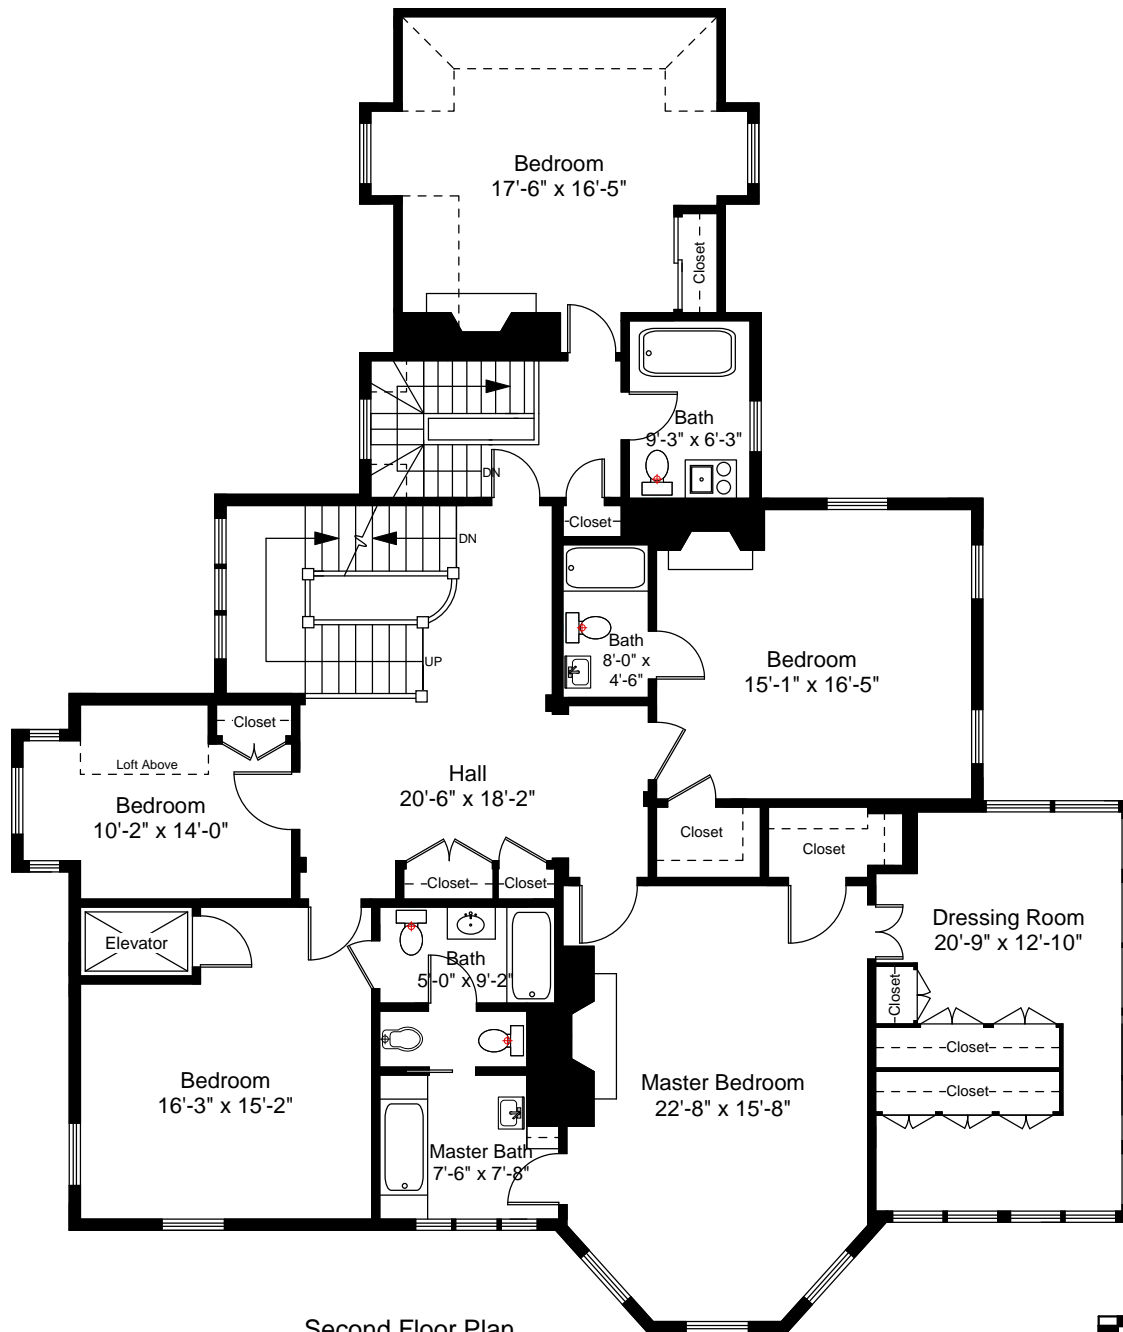 Bedroom
17'-6" x 16'-5"
Closet
Bath
9'-3" x 6'-3"
DN
Closet
DN
UP
Bath
8'-0" x
4'-6"
Bedroom
15'-1" x 16'-5"
Closet
Loft Above
Bedroom
10'-2" x 14'-0"
Hall
20'-6" x 18'-2"
Closet
Closet
Closet
Closet
Elevator
Bath
5'-0" x 9'-2"
Dressing Room
20'-9" x 12'-10"
Closet
Closet
Closet
Bedroom
16'-3" x 15'-2"
Master Bedroom
22'-8" x 15'-8"
Master Bath
7'-6" x 7'-8"
Second Floor Plan